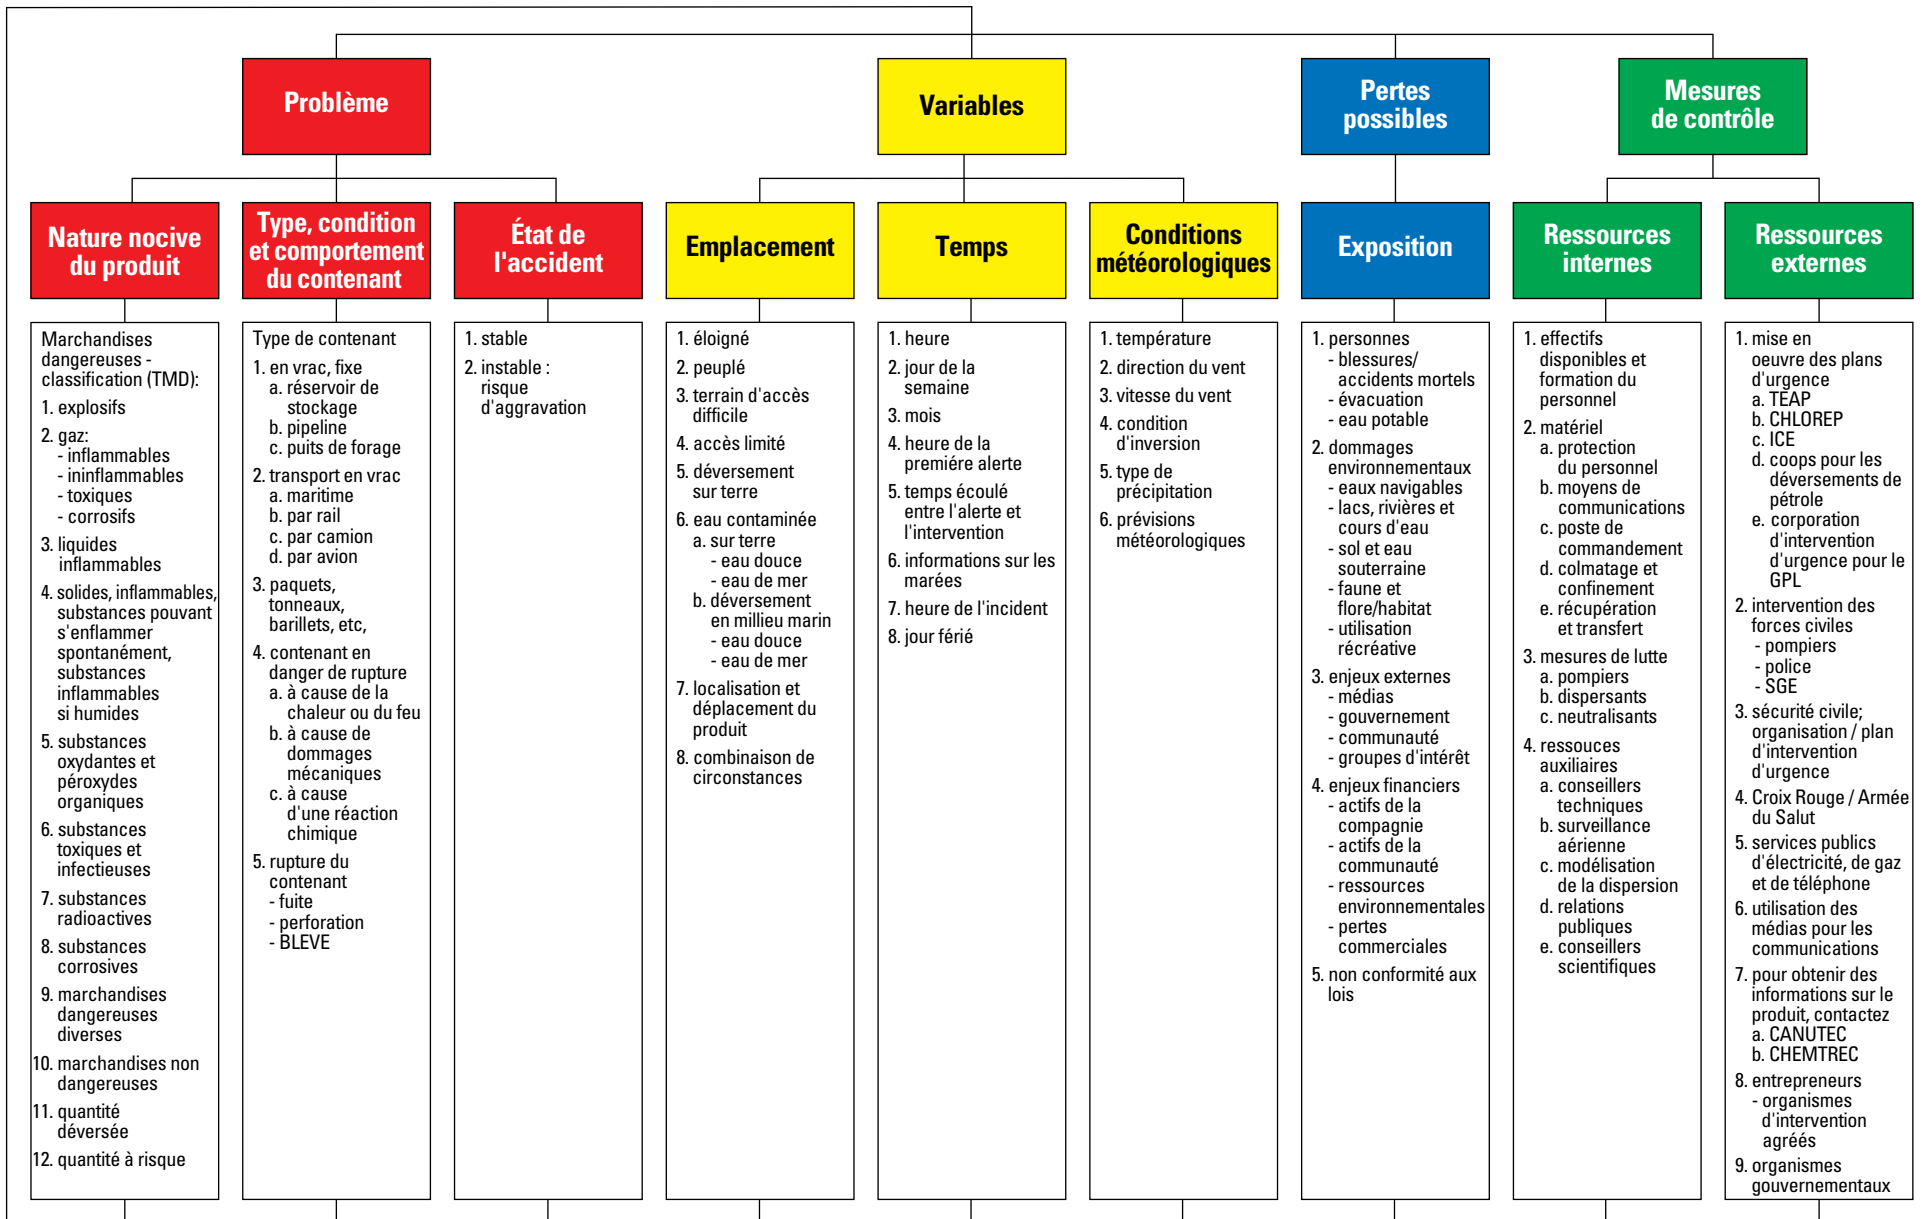 Problème
Variables
Pertes
possibles
Mesures
de contrôle
Nature nocive
du produit
Type, condition
et comportement
du contenant
État de
l'accident
Emplacement
Temps
Conditions
météorologiques
Exposition
Ressources
internes
Ressources
externes
Marchandises
dangereuses -
classification (TMD):
1. explosifs
2. gaz:
- inflammables
- ininflammables
- toxiques
- corrosifs
3. liquides
inflammables
4. solides, inflammables,
substances pouvant
s'enflammer
spontanément,
substances
inflammables
si humides
5. substances
oxydantes et
péroxydes
organiques
6. substances
toxiques et
infectieuses
7. substances
radioactives
8. substances
corrosives
9. marchandises
dangereuses
diverses
10. marchandises non
dangereuses
11. quantité
déversée
12. quantité à risque
Type de contenant
1. en vrac, fixe
a. réservoir de
stockage
b. pipeline
c. puits de forage
2. transport en vrac
a. maritime
b. par rail
c. par camion
d. par avion
3. paquets,
tonneaux,
barillets, etc,
4. contenant en
danger de rupture
a. à cause de la
chaleur ou du feu
b. à cause de
dommages
mécaniques
c. à cause
d'une réaction
chimique
5. rupture du
contenant
- fuite
- perforation
- BLEVE
1. stable
2. instable :
risque
d'aggravation
1. éloigné
2. peuplé
3. terrain d'accès
difficile
4. accès limité
5. déversement
sur terre
6. eau contaminée
a. sur terre
- eau douce
- eau de mer
b. déversement
en millieu marin
- eau douce
- eau de mer
7. localisation et
déplacement du
produit
8. combinaison de
circonstances
1. heure
2. jour de la
semaine
3. mois
4. heure de la
premiére alerte
5. temps écoulé
entre l'alerte et
l'intervention
6. informations sur les
marées
7. heure de l'incident
8. jour férié
1. température
2. direction du vent
3. vitesse du vent
4. condition
d'inversion
5. type de
précipitation
6. prévisions
météorologiques
1. personnes
- blessures/
accidents mortels
- évacuation
- eau potable
2. dommages
environnementaux
- eaux navigables
- lacs, rivières et
cours d'eau
- sol et eau
souterraine
- faune et
flore/habitat
- utilisation
récréative
3. enjeux externes
- médias
- gouvernement
- communauté
- groupes d'intérêt
4. enjeux financiers
- actifs de la
compagnie
- actifs de la
communauté
- ressources
environnementales
- pertes
commerciales
5. non conformité aux
lois
1. effectifs
disponibles et
formation du
personnel
2. matériel
a. protection
du personnel
b. moyens de
communications
c. poste de
commandement
d. colmatage et
confinement
e. récupération
et transfert
3. mesures de lutte
a. pompiers
b. dispersants
c. neutralisants
4. ressouces
auxiliaires
a. conseillers
techniques
b. surveillance
aérienne
c. modélisation
de la dispersion
d. relations
publiques
e. conseillers
scientifiques
1. mise en
oeuvre des plans
d'urgence
a. TEAP
b. CHLOREP
c. ICE
d. coops pour les
déversements de
pétrole
e. corporation
d'intervention
d'urgence pour le
GPL
2. intervention des
forces civiles
- pompiers
- police
- SGE
3. sécurité civile;
organisation / plan
d'intervention
d'urgence
4. Croix Rouge / Armée
du Salut
5. services publics
d'électricité, de gaz
et de téléphone
6. utilisation des
médias pour les
communications
7. pour obtenir des
informations sur le
produit, contactez
a. CANUTEC
b. CHEMTREC
8. entrepreneurs
- organismes
d'intervention
agréés
9. organismes
gouvernementaux